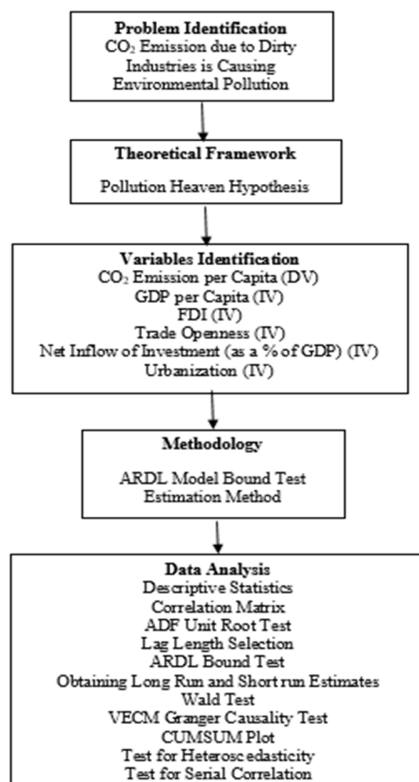 Problem Identification
CO₂ Emission due to Dirty
Industries is Causing
Environmental Pollution
Theoretical Framework
Pollution Heaven Hypothesis
Variables Identification
CO₂ Emission per Capita (DV)
GDP per Capita (IV)
FDI (IV)
Trade Openness (IV)
Net Inflow of Investment (as a % of GDP) (IV)
Urbanization (IV)
Methodology
ARDL Model Bound Test
Estimation Method
Data Analysis
Descriptive Statistics
Correlation Matrix
ADF Unit Root Test
Lag Length Selection
ARDL Bound Test
Obtaining Long Run and Short run Estimates
Wald Test
VECM Granger Causality Test
CUMSUM Plot
Test for Heteroscedasticity
Test for Serial Correlation